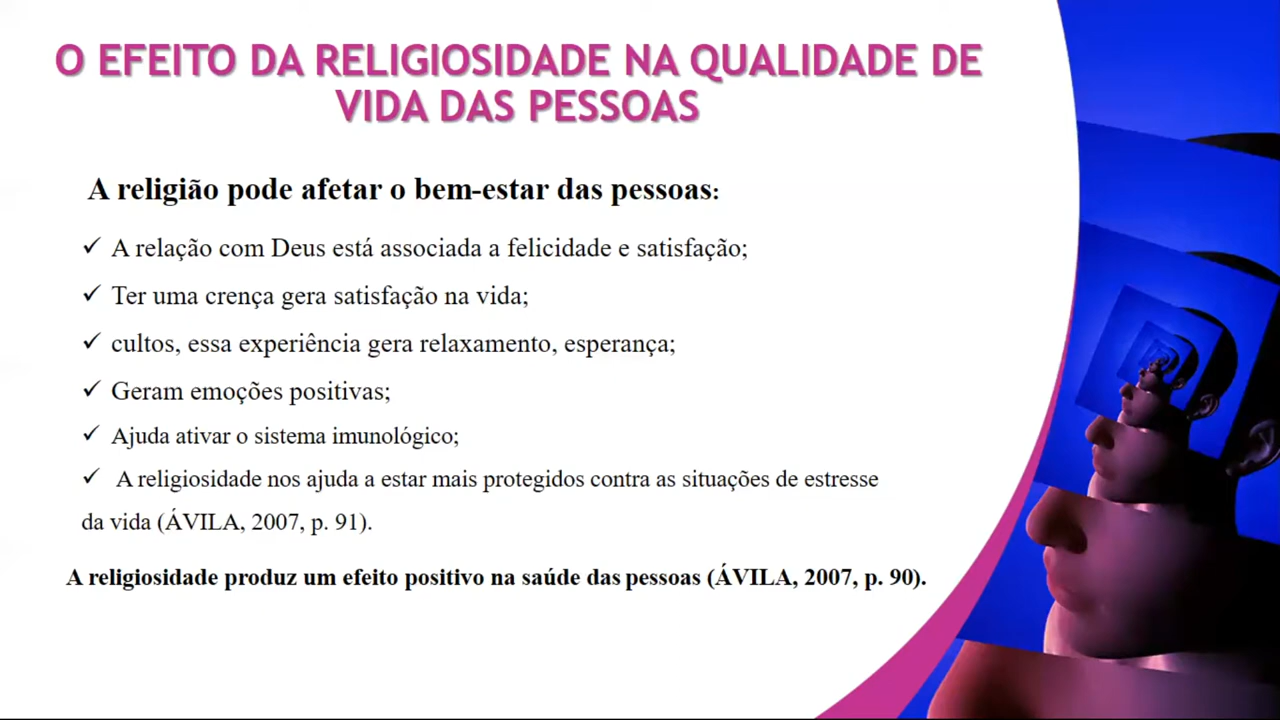 O EFEITO DA RELIGIOSIDADE NA QUALIDADE DE
VIDA DAS PESSOAS
A religião pode afetar o bem-estar das pessoas:
✓ A relação com Deus está associada a felicidade e satisfação;
✓ Ter uma crença gera satisfação na vida;
✓ cultos, essa experiência gera relaxamento, esperança;
✓ Geram emoções positivas;
✓ Ajuda ativar o sistema imunológico;
✓ A religiosidade nos ajuda a estar mais protegidos contra as situações de estresse
da vida (ÁVILA, 2007, p. 91).
A religiosidade produz um efeito positivo na saúde das pessoas (ÁVILA, 2007, p. 90).